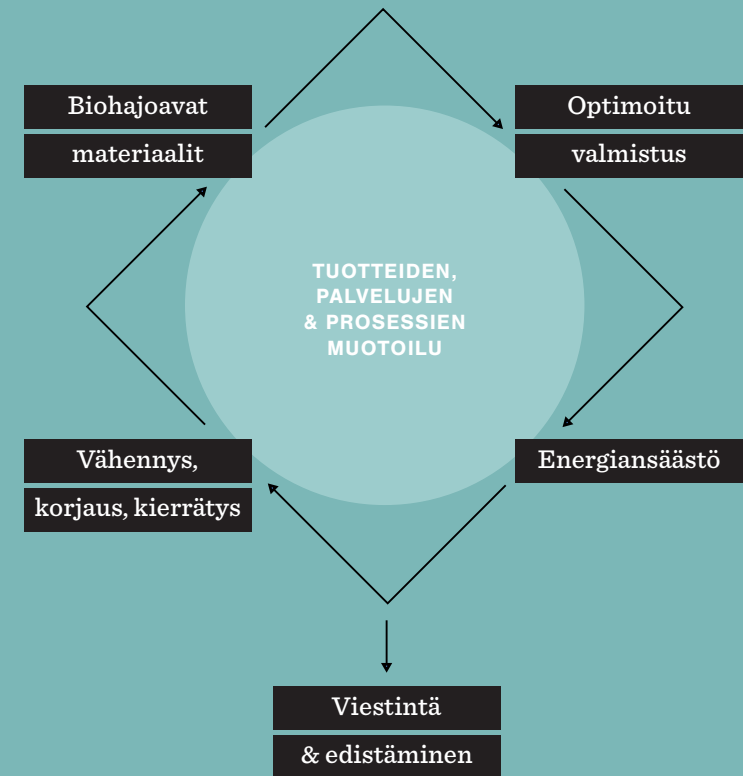 Biohajoavat
materiaalit
Optimoitu
valmistus
TUOTTEIDEN,
PALVELUJEN
& PROSESSIEN
MUOTOILU
Vähennys,
korjaus, kierrätys
Energiansäästö
Viestintä
& edistäminen